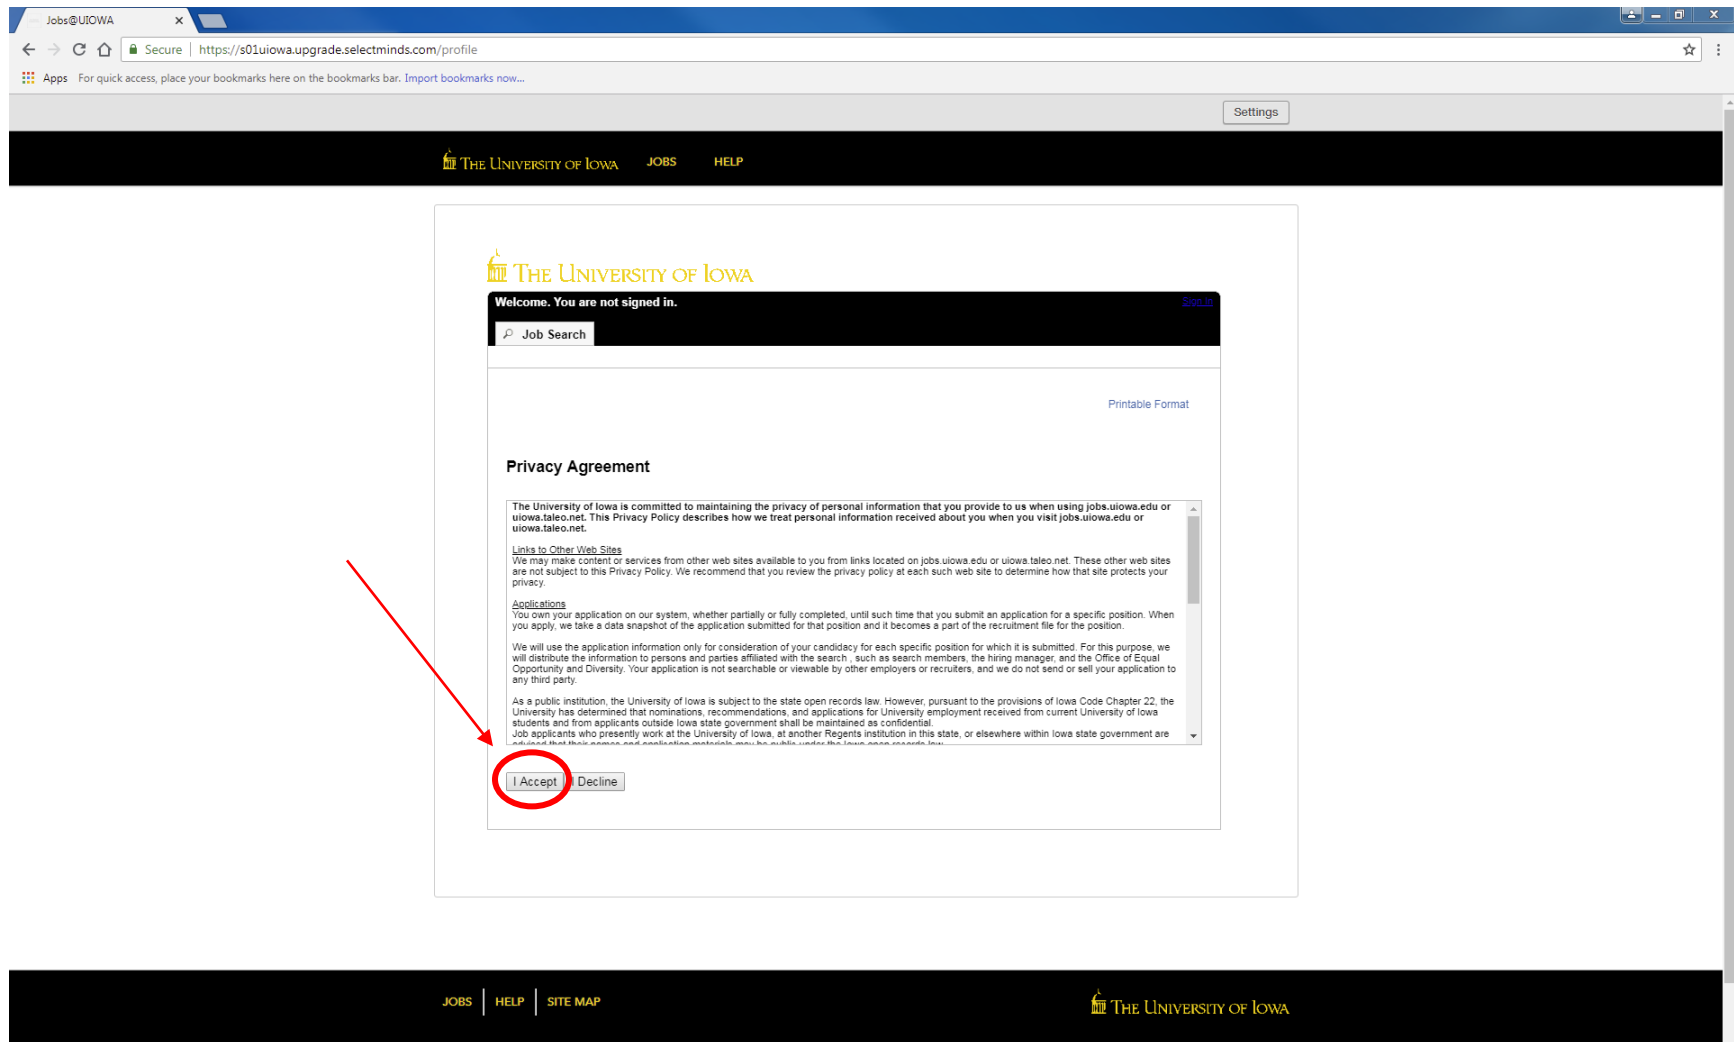 Jobs@UIOWA
Secure | https://s01uiowa.upgrade.selectminds.com/profile
Apps For quick access, place your bookmarks here on the bookmarks bar. Import bookmarks now...
Settings
THE UNIVERSITY OF IOWA JOBS HELP
THE UNIVERSITY OF IOWA
Welcome. You are not signed in. Sign In
Job Search
Printable Format
Privacy Agreement
The University of Iowa is committed to maintaining the privacy of personal information that you provide to us when using jobs.uiowa.edu or
uiowa.taleo.net. This Privacy Policy describes how we treat personal information received about you when you visit jobs.uiowa.edu or
uiowa.taleo.net.
Links to Other Web Sites
We may make content or services from other web sites available to you from links located on jobs.uiowa.edu or uiowa.taleo.net. These other web sites
are not subject to this Privacy Policy. We recommend that you review the privacy policy at each such web site to determine how that site protects your
privacy.
Applications
You own your application on our system, whether partially or fully completed, until such time that you submit an application for a specific position. When
you apply, we take a data snapshot of the application submitted for that position and it becomes a part of the recruitment file for the position.
We will use the application information only for consideration of your candidacy for each specific position for which it is submitted. For this purpose, we
will distribute the information to persons and parties affiliated with the search , such as search members, the hiring manager, and the Office of Equal
Opportunity and Diversity. Your application is not searchable or viewable by other employers or recruiters, and we do not send or sell your application to
any third party.
As a public institution, the University of Iowa is subject to the state open records law. However, pursuant to the provisions of Iowa Code Chapter 22, the
University has determined that nominations, recommendations, and applications for University employment received from current University of Iowa
students and from applicants outside Iowa state government shall be maintained as confidential.
Job applicants who presently work at the University of Iowa, at another Regents institution in this state, or elsewhere within Iowa state government are
advised that their names and application materials may be public under the Iowa open records law.
I Accept I Decline
JOBS HELP SITE MAP THE UNIVERSITY OF IOWA